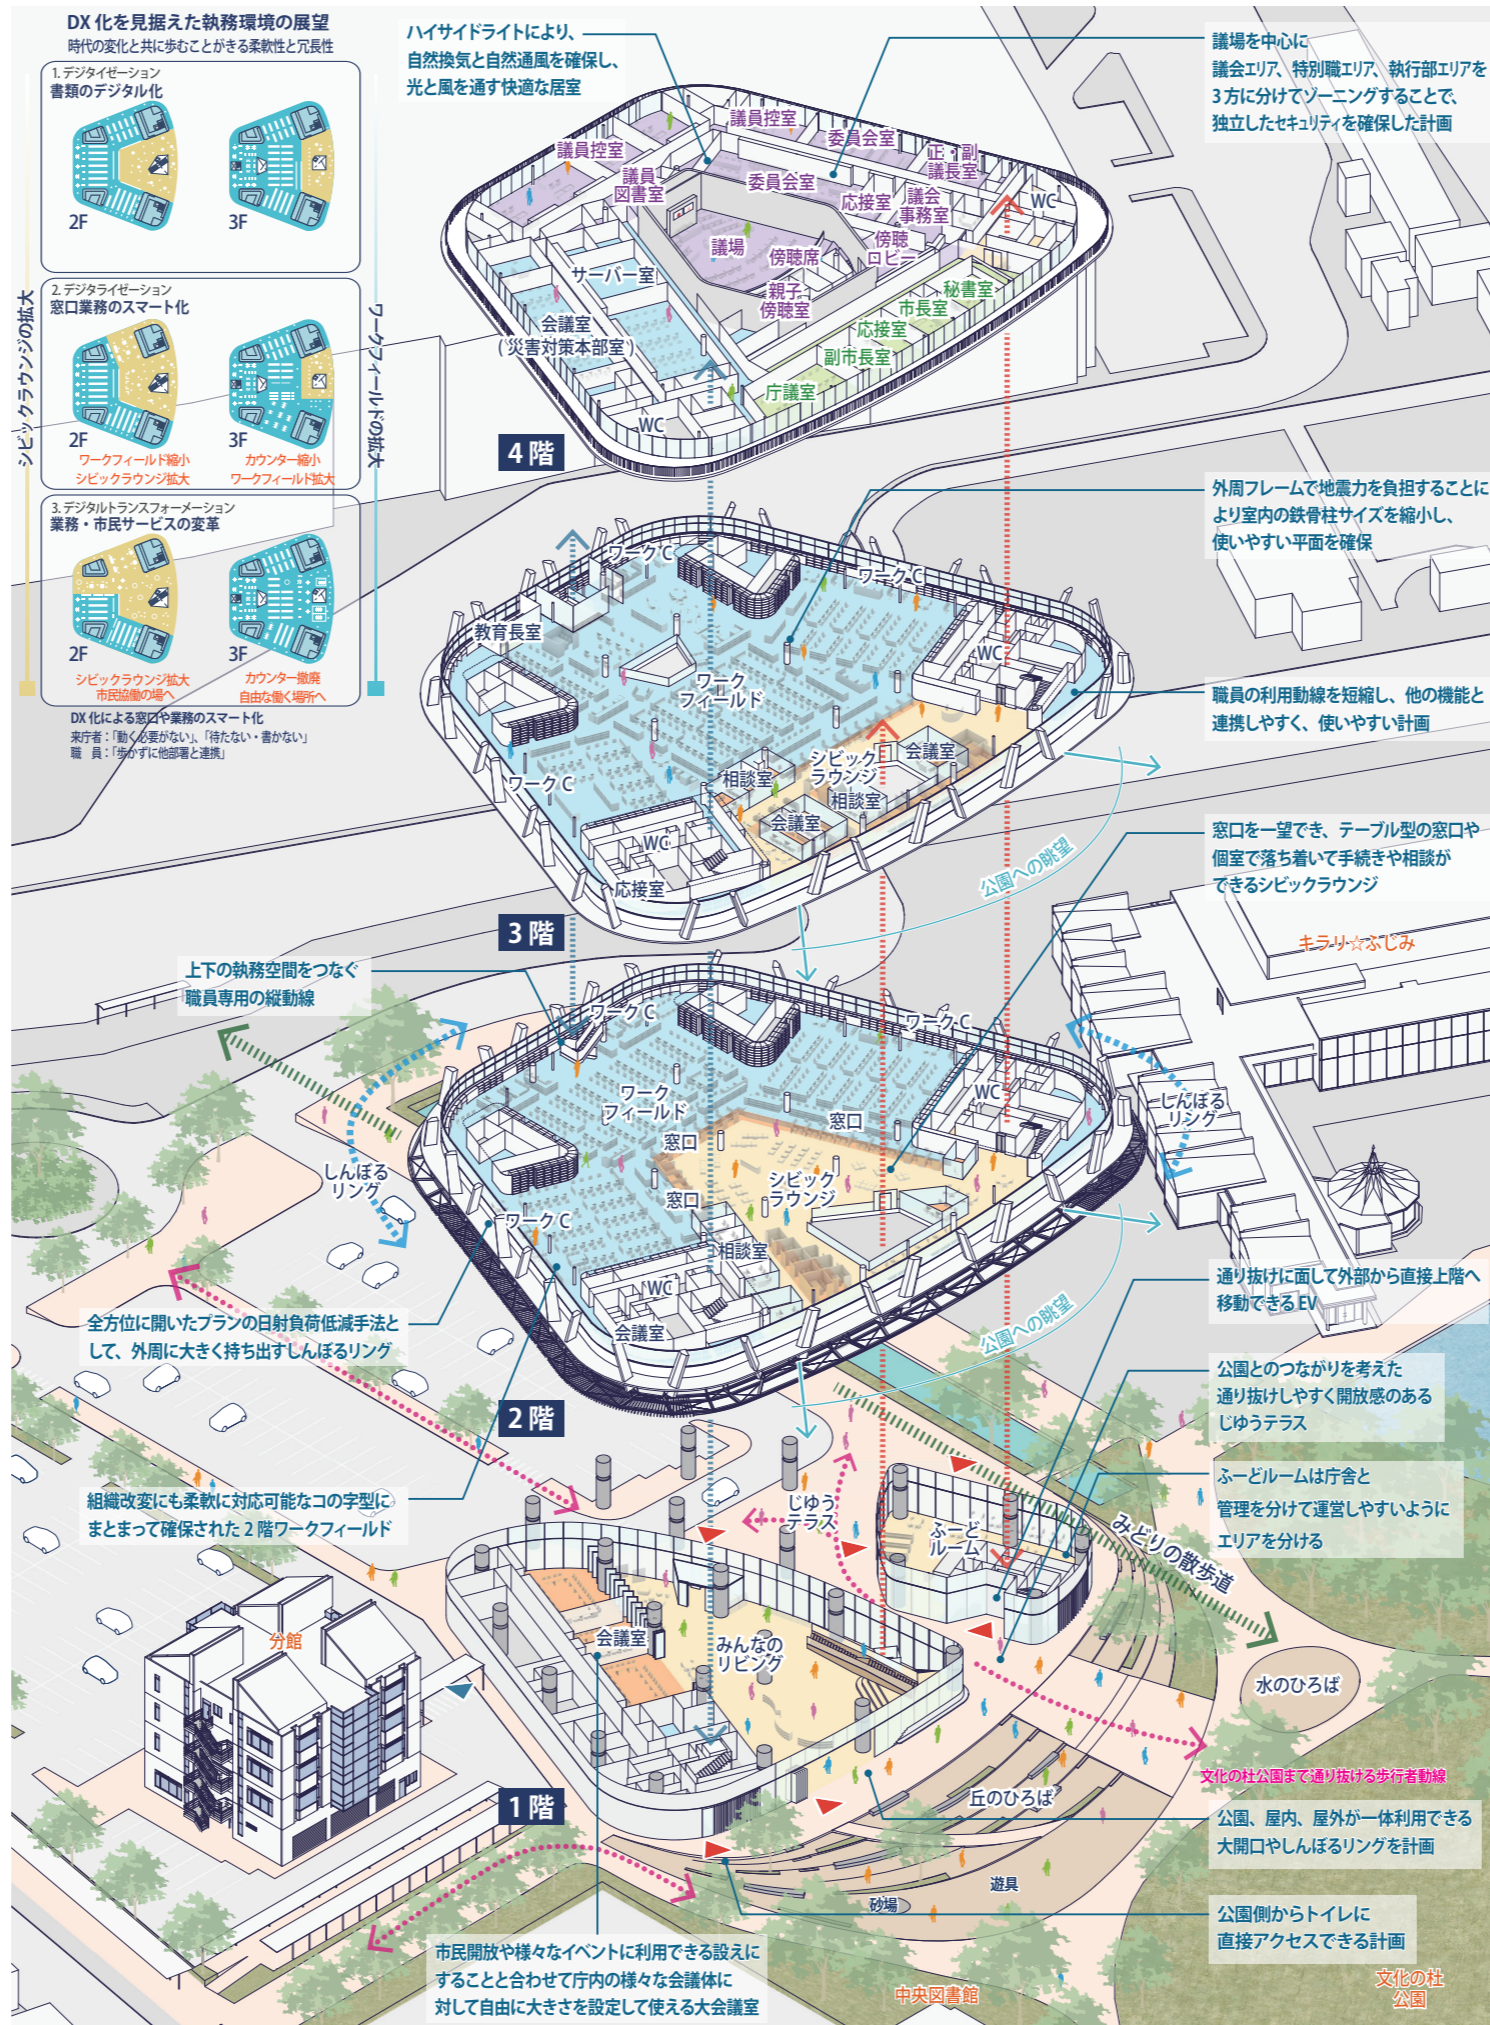 DX 化を見据えた執務環境の展望
時代の変化と共に歩むことがきる柔軟性と冗長性
1. デジタイゼーション
書類のデジタル化
2F
3F
2. デジタライゼーション
窓口業務のスマート化
2F
3F
ワークフィールド縮小
シビックラウンジ拡大
カウンター縮小
ワークフィールド拡大
3. デジタルトランスフォーメーション
業務・市民サービスの変革
2F
3F
シビックラウンジ拡大
市民協働の場へ
カウンター撤廃
自由な働く場所へ
シビックラウンジの拡大
ワークフィールドの拡大
DX 化による窓口や業務のスマート化
来庁者：「動く必要がない」、「待たない・書かない」
職　員：「歩かずに他部署と連携」
ハイサイドライトにより、
自然換気と自然通風を確保し、
光と風を通す快適な居室
議場を中心に
議会エリア、特別職エリア、執行部エリアを
3 方に分けてゾーニングすることで、
独立したセキュリティを確保した計画
議員控室
委員会室
議員控室
正・副
議長室
議員
図書室
委員会室
応接室
議会
事務室
WC
議場
傍聴席
傍聴
ロビー
親子
傍聴室
サーバー室
会議室
( 災害対策本部室 )
秘書室
市長室
応接室
副市長室
庁議室
WC
4 階
外周フレームで地震力を負担することに
より室内の鉄骨柱サイズを縮小し、
使いやすい平面を確保
ワーク C
ワーク C
教育長室
WC
ワーク
フィールド
職員の利用動線を短縮し、他の機能と
連携しやすく、使いやすい計画
会議室
シビック
ラウンジ
相談室
相談室
ワーク C
会議室
WC
応接室
公園への眺望
3 階
窓口を一望でき、テーブル型の窓口や
個室で落ち着いて手続きや相談が
できるシビックラウンジ
キラリ☆ふじみ
上下の執務空間をつなぐ
職員専用の縦動線
ワーク C
ワーク C
ワーク
フィールド
WC
窓口
窓口
シビック
ラウンジ
窓口
しんぼる
リング
しんぼる
リング
ワーク C
相談室
WC
会議室
公園への眺望
2 階
全方位に開いたプランの日射負荷低減手法と
して、外周に大きく持ち出すしんぼるリング
通り抜けに面して外部から直接上階へ
移動できる EV
公園とのつながりを考えた
通り抜けしやすく開放感のある
じゆうテラス
ふーどルームは庁舎と
管理を分けて運営しやすいように
エリアを分ける
組織改変にも柔軟に対応可能なコの字型に
まとまって確保された 2 階ワークフィールド
じゆう
テラス
ふーど
ルーム
みどりの散歩道
分館
会議室
みんなの
リビング
水のひろば
文化の杜公園まで通り抜ける歩行者動線
丘のひろば
1 階
公園、屋内、屋外が一体利用できる
大開口やしんぼるリングを計画
遊具
砂場
公園側からトイレに
直接アクセスできる計画
市民開放や様々なイベントに利用できる設えに
することと合わせて庁内の様々な会議体に
対して自由に大きさを設定して使える大会議室
中央図書館
文化の杜
公園